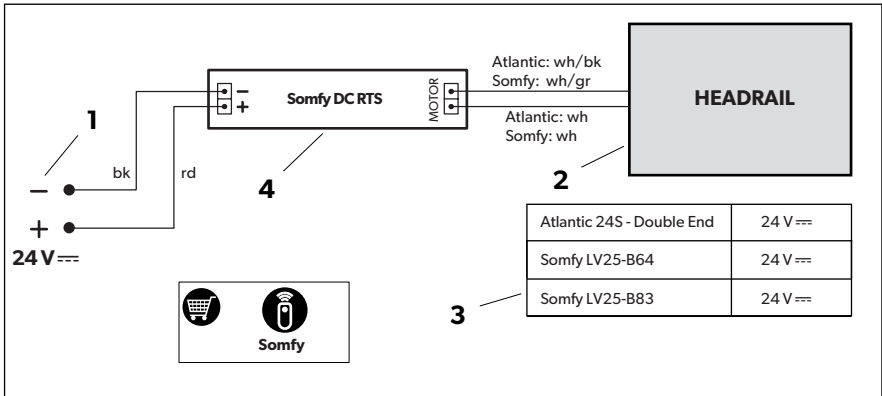 Atlantic: wh/bk
Somfy: wh/gr
Somfy DC RTS
MOTOR
HEADRAIL
−
+
Atlantic: wh
Somfy: wh
1
4
2
bk
rd
−
+
24 V ⎓
Atlantic 24S - Double End 24 V ⎓
Somfy LV25-B64 24 V ⎓
Somfy LV25-B83 24 V ⎓
3
Somfy